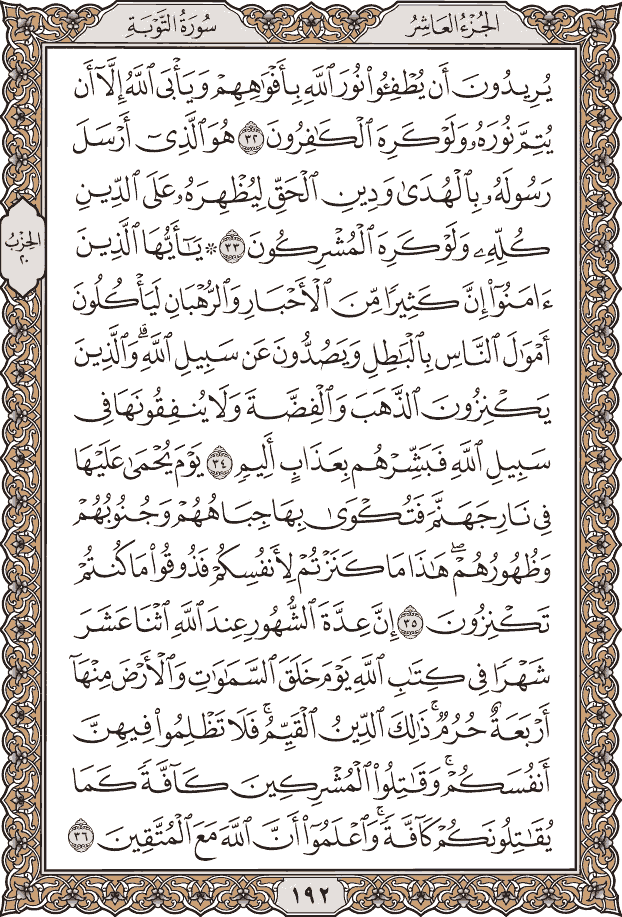 الجُزْءُ العَاشِرُ
سُورَةُ التَّوْبَةِ
يُرِيدُونَ أَن يُطْفِـُٔوا۟ نُورَ ٱللَّهِ بِأَفْوَٰهِهِمْ وَيَأْبَى ٱللَّهُ إِلَّآ أَن
يُتِمَّ نُورَهُۥ وَلَوْ كَرِهَ ٱلْكَٰفِرُونَ ٣٢ هُوَ ٱلَّذِىٓ أَرْسَلَ
رَسُولَهُۥ بِٱلْهُدَىٰ وَدِينِ ٱلْحَقِّ لِيُظْهِرَهُۥ عَلَى ٱلدِّينِ
كُلِّهِۦ وَلَوْ كَرِهَ ٱلْمُشْرِكُونَ ٣٣ ۞ يَٰٓأَيُّهَا ٱلَّذِينَ
الحِزْبُ
٢٠
ءَامَنُوٓا۟ إِنَّ كَثِيرًا مِّنَ ٱلْأَحْبَارِ وَٱلرُّهْبَانِ لَيَأْكُلُونَ
أَمْوَٰلَ ٱلنَّاسِ بِٱلْبَٰطِلِ وَيَصُدُّونَ عَن سَبِيلِ ٱللَّهِ ۗ وَٱلَّذِينَ
يَكْنِزُونَ ٱلذَّهَبَ وَٱلْفِضَّةَ وَلَا يُنفِقُونَهَا فِى
سَبِيلِ ٱللَّهِ فَبَشِّرْهُم بِعَذَابٍ أَلِيمٍ ٣٤ يَوْمَ يُحْمَىٰ عَلَيْهَا
فِى نَارِ جَهَنَّمَ فَتُكْوَىٰ بِهَا جِبَاهُهُمْ وَجُنُوبُهُمْ
وَظُهُورُهُمْ ۖ هَٰذَا مَا كَنَزْتُمْ لِأَنفُسِكُمْ فَذُوقُوا۟ مَا كُنتُمْ
تَكْنِزُونَ ٣٥ إِنَّ عِدَّةَ ٱلشُّهُورِ عِندَ ٱللَّهِ ٱثْنَا عَشَرَ
شَهْرًا فِى كِتَٰبِ ٱللَّهِ يَوْمَ خَلَقَ ٱلسَّمَٰوَٰتِ وَٱلْأَرْضَ مِنْهَآ
أَرْبَعَةٌ حُرُمٌ ۚ ذَٰلِكَ ٱلدِّينُ ٱلْقَيِّمُ ۚ فَلَا تَظْلِمُوا۟ فِيهِنَّ
أَنفُسَكُمْ ۚ وَقَٰتِلُوا۟ ٱلْمُشْرِكِينَ كَآفَّةً كَمَا
يُقَٰتِلُونَكُمْ كَآفَّةً ۚ وَٱعْلَمُوٓا۟ أَنَّ ٱللَّهَ مَعَ ٱلْمُتَّقِينَ ٣٦
١٩٢